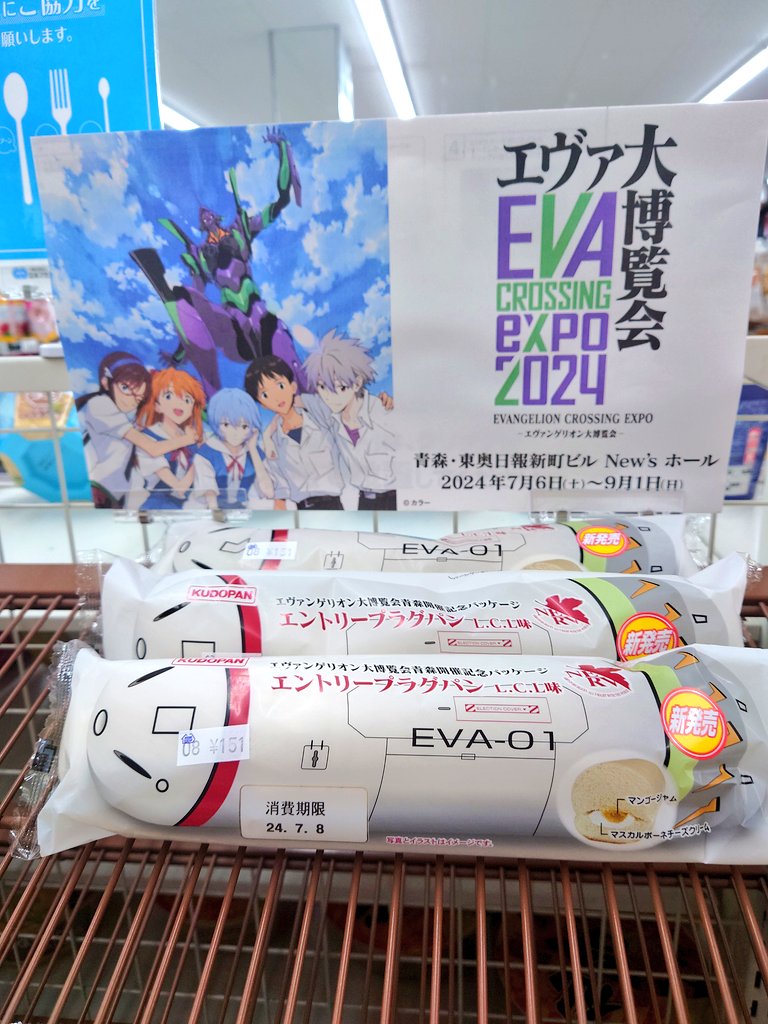 にご協力を
願いします。
エヴァ大博覧会
EVA
CROSSING
eXPO
2024
EVANGELION CROSSING EXPO
−エヴァンゲリオン大博覧会−
青森・東奥日報新町ビル New's ホール
2024年7月6日(土)〜9月1日(日)
©カラー
08 ¥151
EVA-01
新発売
KUDOPAN
エヴァンゲリオン大博覧会青森開催記念パッケージ
エントリープラグパン L.C.L味
EJECTION COVER
NERV
新発売
KUDOPAN
エヴァンゲリオン大博覧会青森開催記念パッケージ
エントリープラグパン L.C.L味
EJECTION COVER
NERV
新発売
08 ¥151
EVA-01
マンゴージャム
マスカルポーネチーズクリーム
消費期限
24. 7. 8
写真とイラストはイメージです。